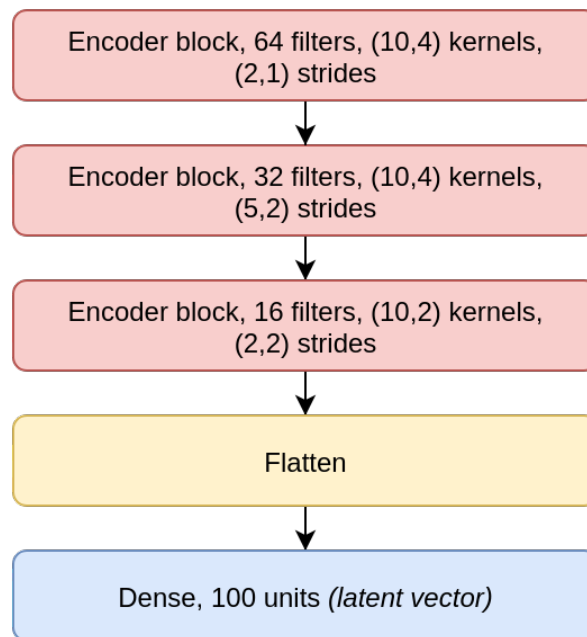 Encoder block, 64 filters, (10,4) kernels,
(2,1) strides
Encoder block, 32 filters, (10,4) kernels,
(5,2) strides
Encoder block, 16 filters, (10,2) kernels,
(2,2) strides
Flatten
Dense, 100 units (latent vector)